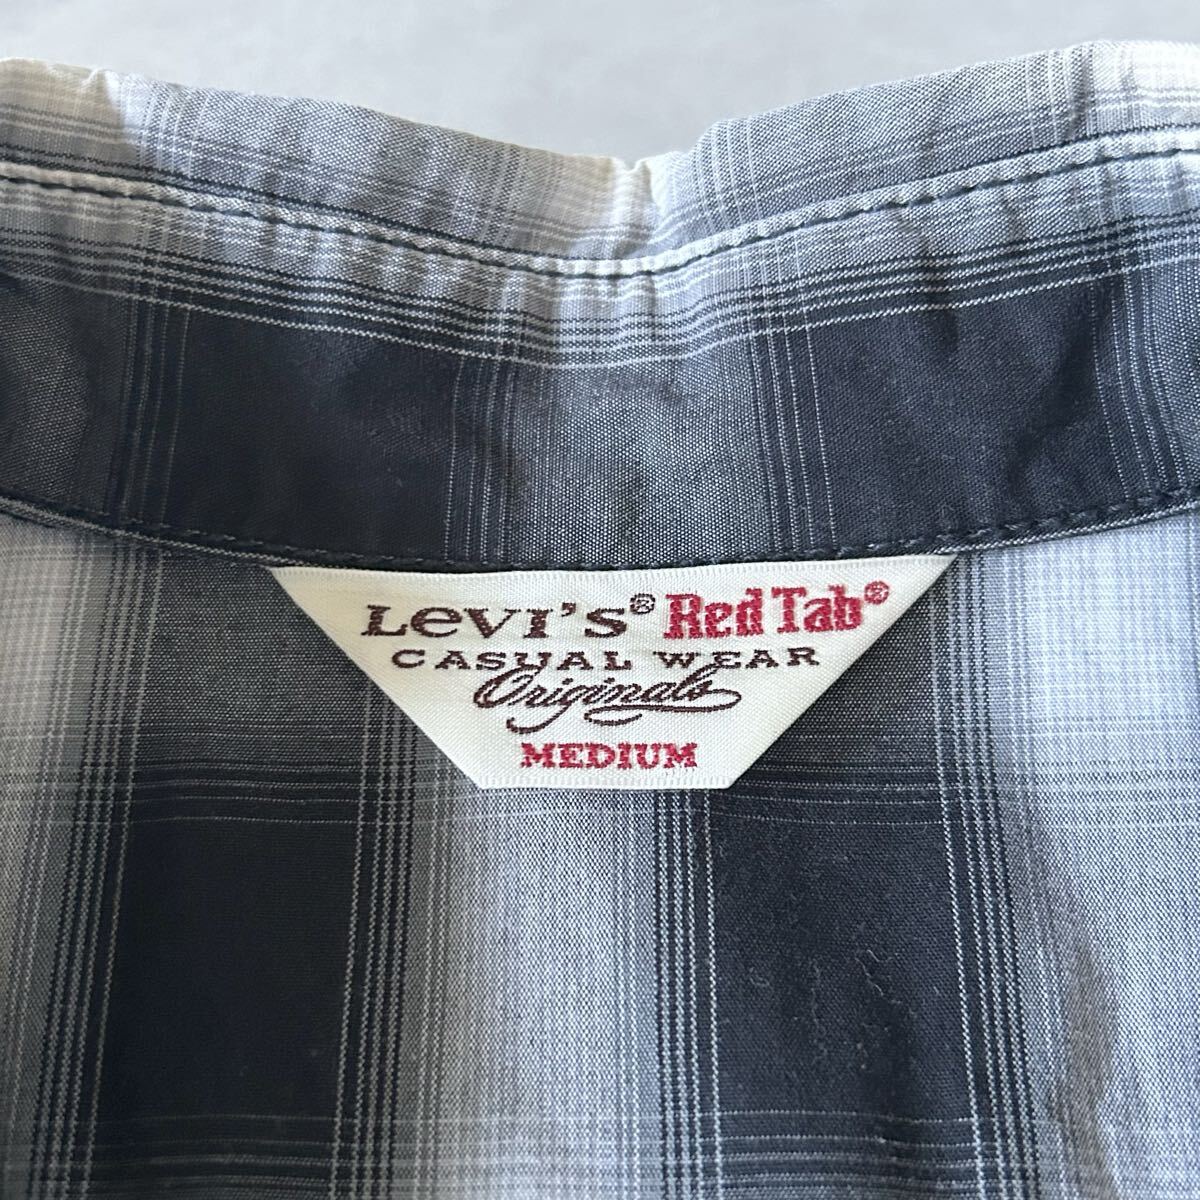 Levi's® Red Tab®
CASUAL WEAR
Originals
MEDIUM